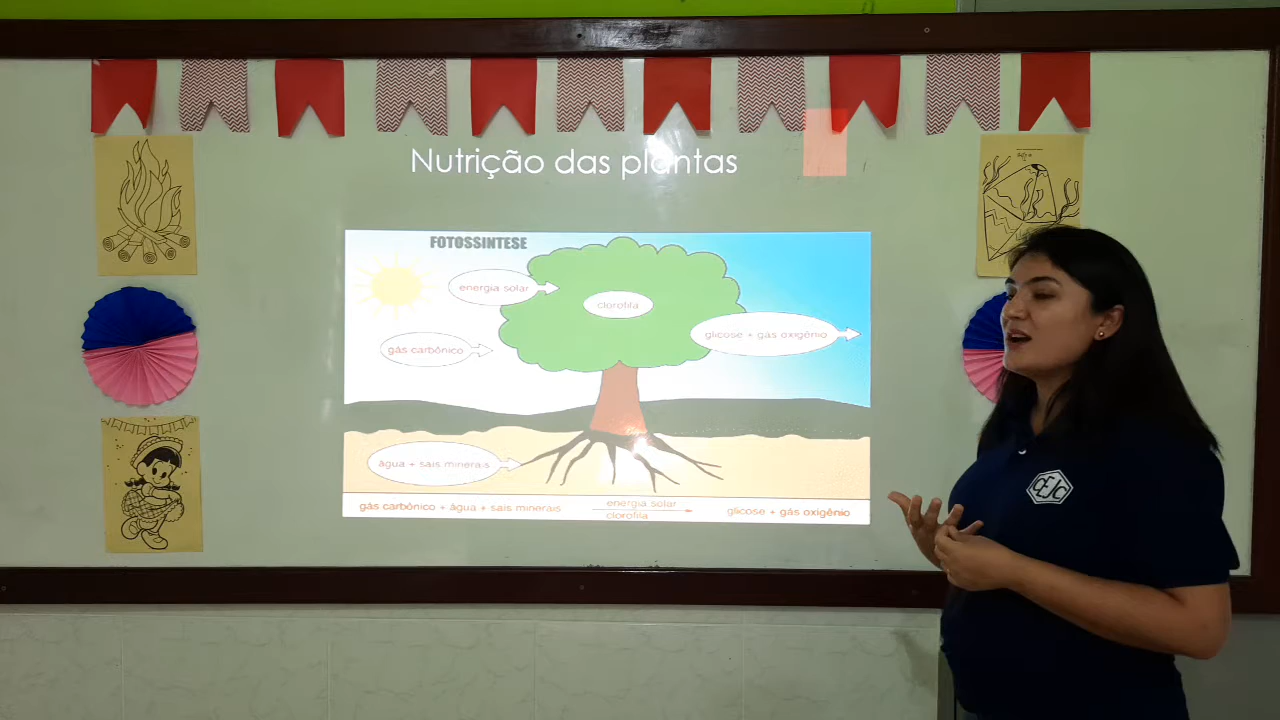 Nutrição das plantas
FOTOSSINTESE
energia solar
clorofila
glicose + gás oxigênio
gás carbônico
água + sais minerais
gás carbônico + água + sais minerais
energia solar
clorofila
glicose + gás oxigênio